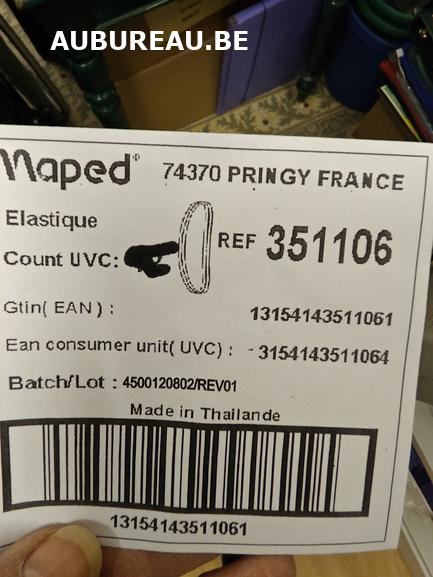 AUBUREAU.BE
Maped® 74370 PRINGY FRANCE
Elastique
REF 351106
Count UVC:
Gtin( EAN ) : 13154143511061
Ean consumer unit( UVC) : 3154143511064
Batch/Lot : 4500120802/REV01
Made in Thailande
13154143511061